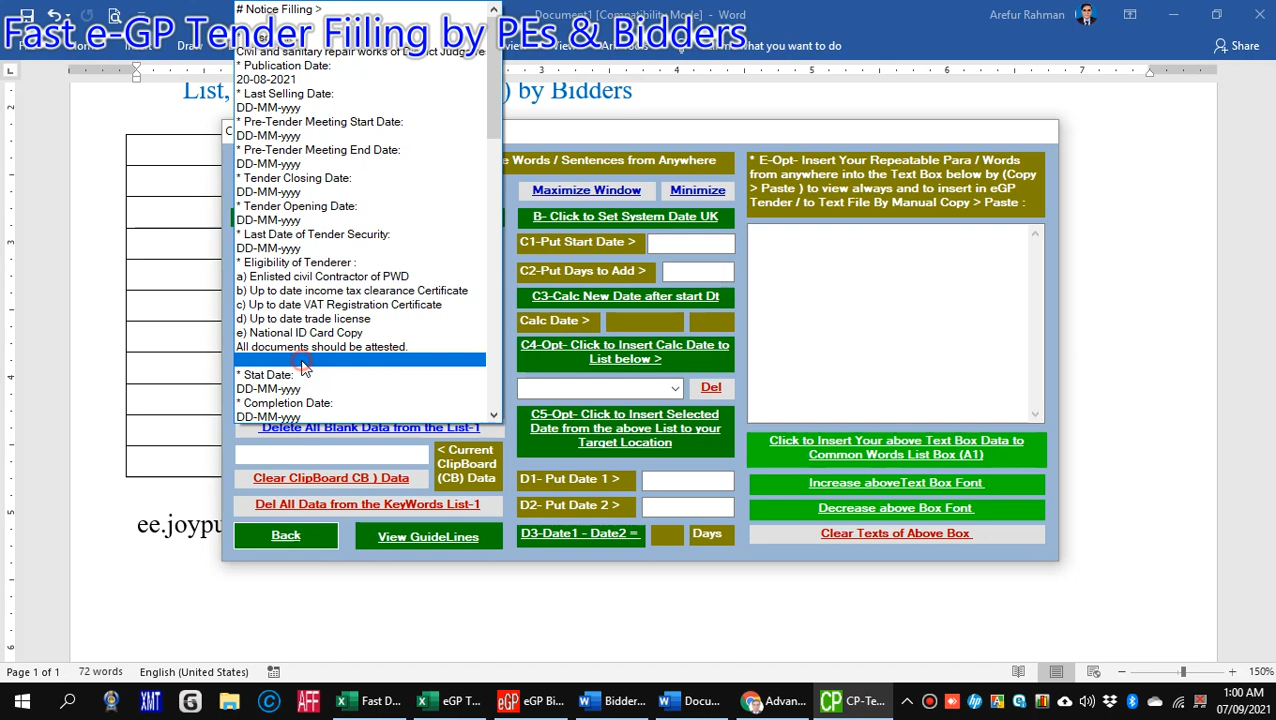 Document1 [Compatibility Mode] - Word
Arefur Rahman
Fast e-GP Tender Fiiling by PEs & Bidders
what you want to do
Share
# Notice Filling >
Civil and sanitary repair works of District Judge
* Publication Date:
20-08-2021
* Last Selling Date:
DD-MM-yyyy
* Pre-Tender Meeting Start Date:
DD-MM-yyyy
* Pre-Tender Meeting End Date:
DD-MM-yyyy
* Tender Closing Date:
DD-MM-yyyy
* Tender Opening Date:
DD-MM-yyyy
* Last Date of Tender Security:
DD-MM-yyyy
* Eligibility of Tenderer :
a) Enlisted civil Contractor of PWD
b) Up to date income tax clearance Certificate
c) Up to date VAT Registration Certificate
d) Up to date trade license
e) National ID Card Copy
All documents should be attested.
* Stat Date:
DD-MM-yyyy
* Completion Date:
DD-MM-yyyy
List,
) by Bidders
Delete All Blank Data from the List-1
< Current ClipBoard (CB) Data
Clear ClipBoard CB ) Data
Del All Data from the KeyWords List-1
Back
View GuideLines
ee.joypu
e Words / Sentences from Anywhere
Maximize Window
Minimize
B- Click to Set System Date UK
C1-Put Start Date >
C2-Put Days to Add >
C3-Calc New Date after start Dt
Calc Date >
C4-Opt- Click to Insert Calc Date to
List below >
Del
C5-Opt- Click to Insert Selected
Date from the above List to your
Target Location
D1- Put Date 1 >
D2- Put Date 2 >
D3-Date1 - Date2 =
Days
* E-Opt- Insert Your Repeatable Para / Words
from anywhere into the Text Box below by (Copy
> Paste ) to view always and to insert in eGP
Tender / to Text File By Manual Copy > Paste :
Click to Insert Your above Text Box Data to
Common Words List Box (A1)
Increase aboveText Box Font
Decrease above Box Font
Clear Texts of Above Box
3 4 5 6 7
2
3
4
5
6
Page 1 of 1
72 words
English (United States)
150%
XMT
AFF
Fast D...
eGP T...
eGP Bi...
Bidder...
Docu...
Advan...
CP-Te...
1:00 AM
07/09/2021